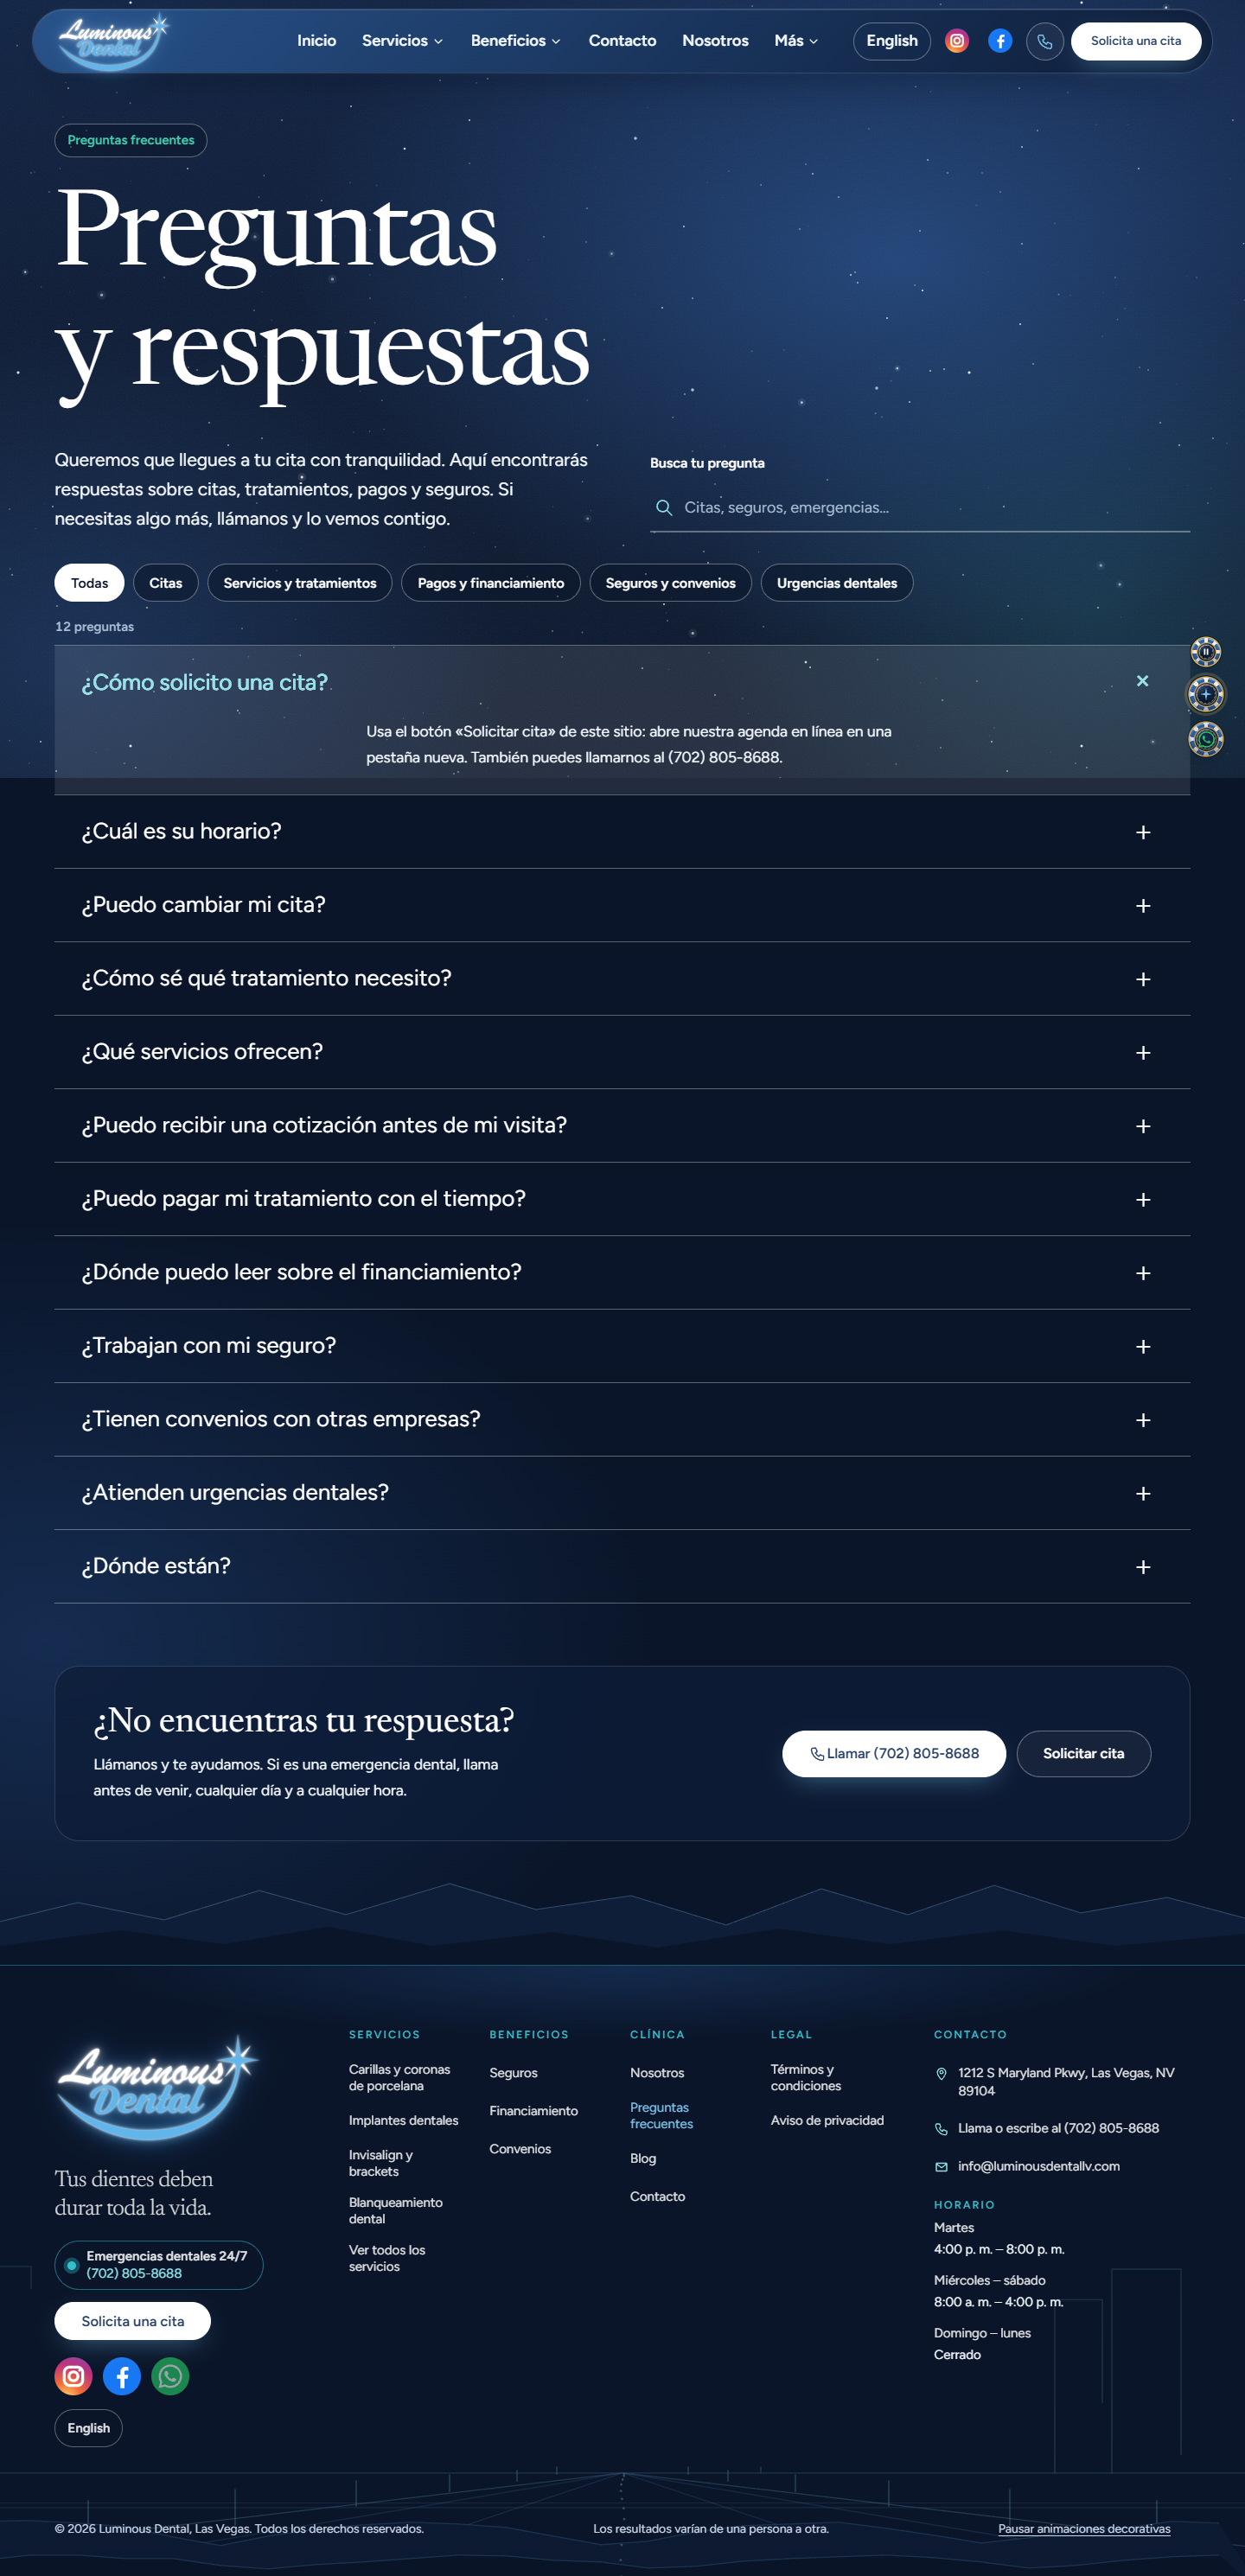 Luminous
Dental
Inicio
Servicios
Beneficios
Contacto
Nosotros
Más
English
Solicita una cita
Preguntas frecuentes
Preguntas
y respuestas
Queremos que llegues a tu cita con tranquilidad. Aquí encontrarás
respuestas sobre citas, tratamientos, pagos y seguros. Si
necesitas algo más, llámanos y lo vemos contigo.
Busca tu pregunta
Citas, seguros, emergencias...
Todas
Citas
Servicios y tratamientos
Pagos y financiamiento
Seguros y convenios
Urgencias dentales
12 preguntas
¿Cómo solicito una cita?
Usa el botón «Solicitar cita» de este sitio: abre nuestra agenda en línea en una
pestaña nueva. También puedes llamarnos al (702) 805-8688.
¿Cuál es su horario?
¿Puedo cambiar mi cita?
¿Cómo sé qué tratamiento necesito?
¿Qué servicios ofrecen?
¿Puedo recibir una cotización antes de mi visita?
¿Puedo pagar mi tratamiento con el tiempo?
¿Dónde puedo leer sobre el financiamiento?
¿Trabajan con mi seguro?
¿Tienen convenios con otras empresas?
¿Atienden urgencias dentales?
¿Dónde están?
¿No encuentras tu respuesta?
Llámanos y te ayudamos. Si es una emergencia dental, llama
antes de venir, cualquier día y a cualquier hora.
Llamar (702) 805-8688
Solicitar cita
Luminous
Dental
Tus dientes deben
durar toda la vida.
Emergencias dentales 24/7
(702) 805-8688
Solicita una cita
English
SERVICIOS
Carillas y coronas
de porcelana
Implantes dentales
Invisalign y
brackets
Blanqueamiento
dental
Ver todos los
servicios
BENEFICIOS
Seguros
Financiamiento
Convenios
CLÍNICA
Nosotros
Preguntas
frecuentes
Blog
Contacto
LEGAL
Términos y
condiciones
Aviso de privacidad
CONTACTO
1212 S Maryland Pkwy, Las Vegas, NV
89104
Llama o escribe al (702) 805-8688
info@luminousdentallv.com
HORARIO
Martes
4:00 p. m. – 8:00 p. m.
Miércoles – sábado
8:00 a. m. – 4:00 p. m.
Domingo – lunes
Cerrado
© 2026 Luminous Dental, Las Vegas. Todos los derechos reservados.
Los resultados varían de una persona a otra.
Pausar animaciones decorativas